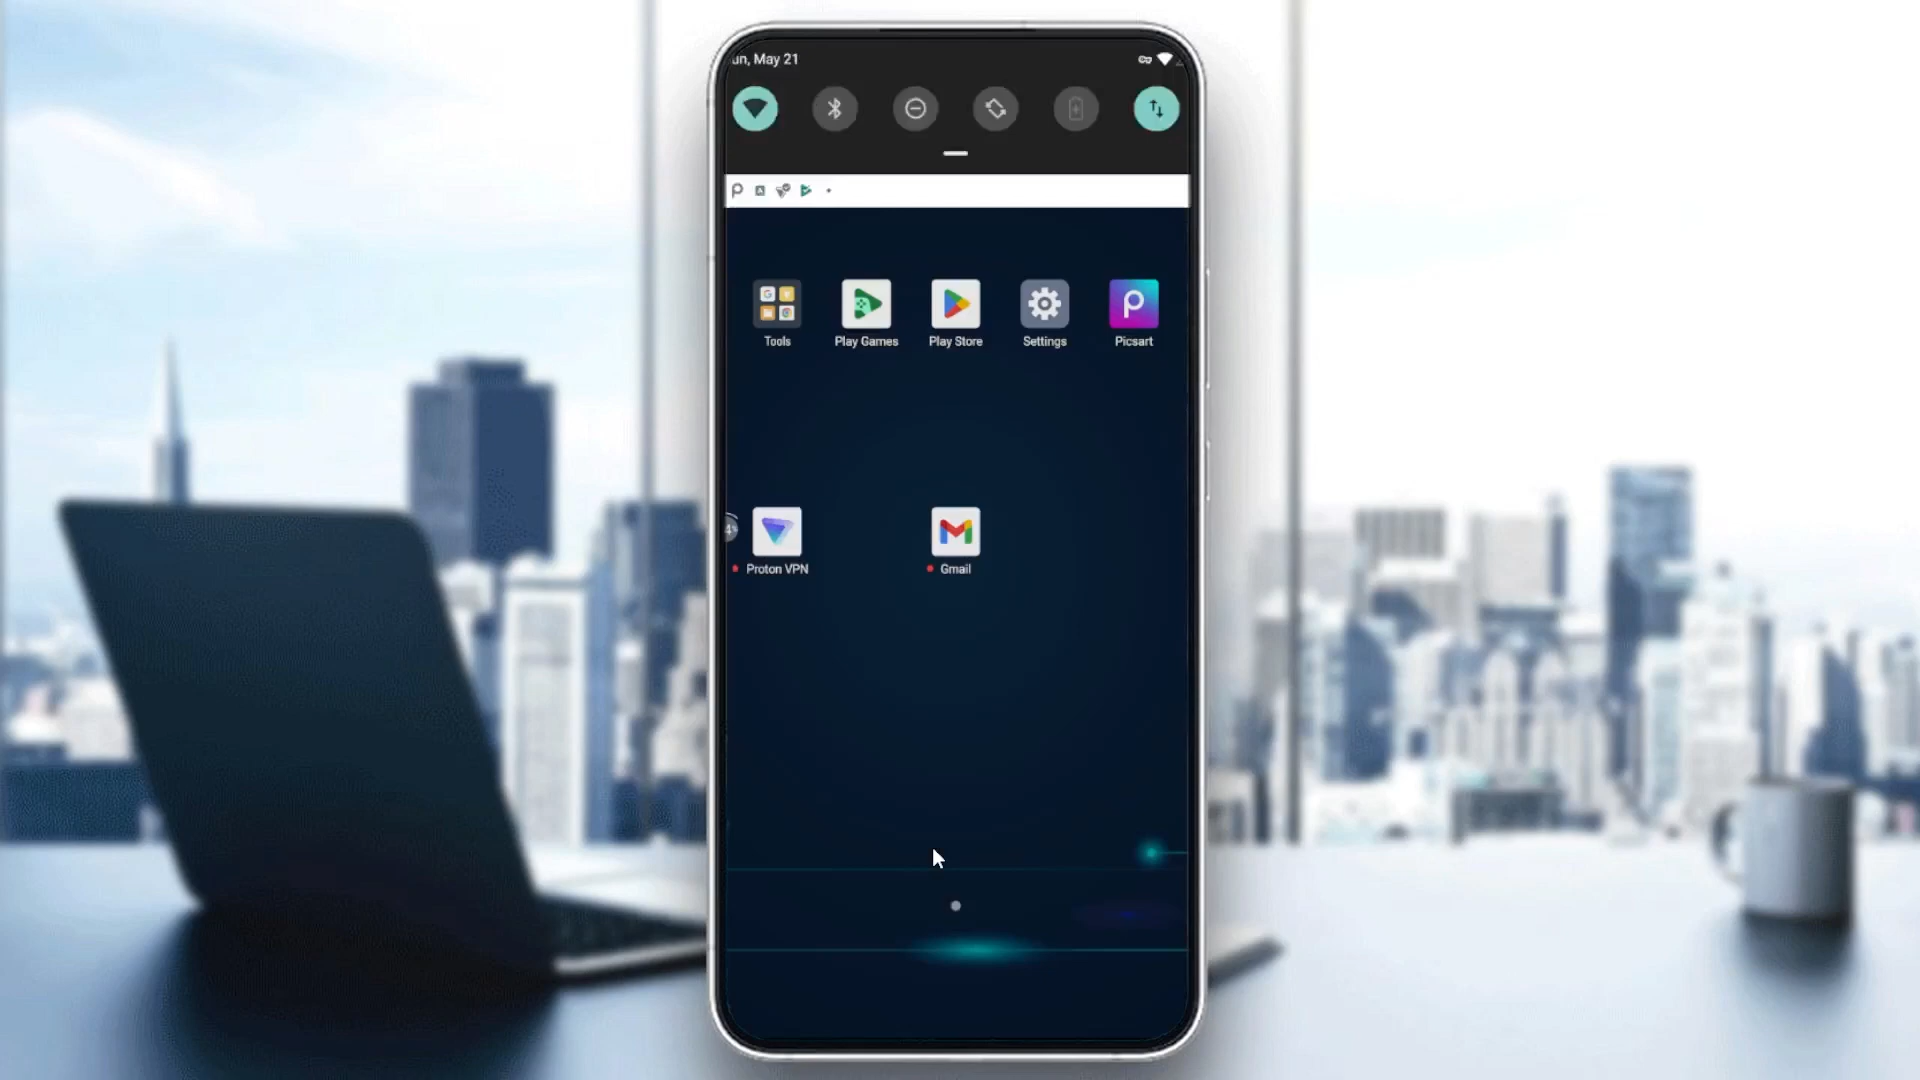 un, May 21
Tools Play Games Play Store Settings Picsart
Proton VPN Gmail